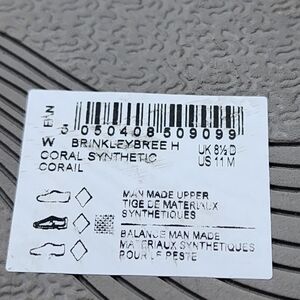 B\N
5 050408 509099
W BRINKLEYBREE H
UK 8½ D
CORAL SYNTHETIC
US 11 M
CORAIL
MAN MADE UPPER
TIGE DE MATERIAUX
SYNTHETIQUES
BALANCE MAN MADE
MATERIAUX SYNTHETIQUES
POUR LE RESTE